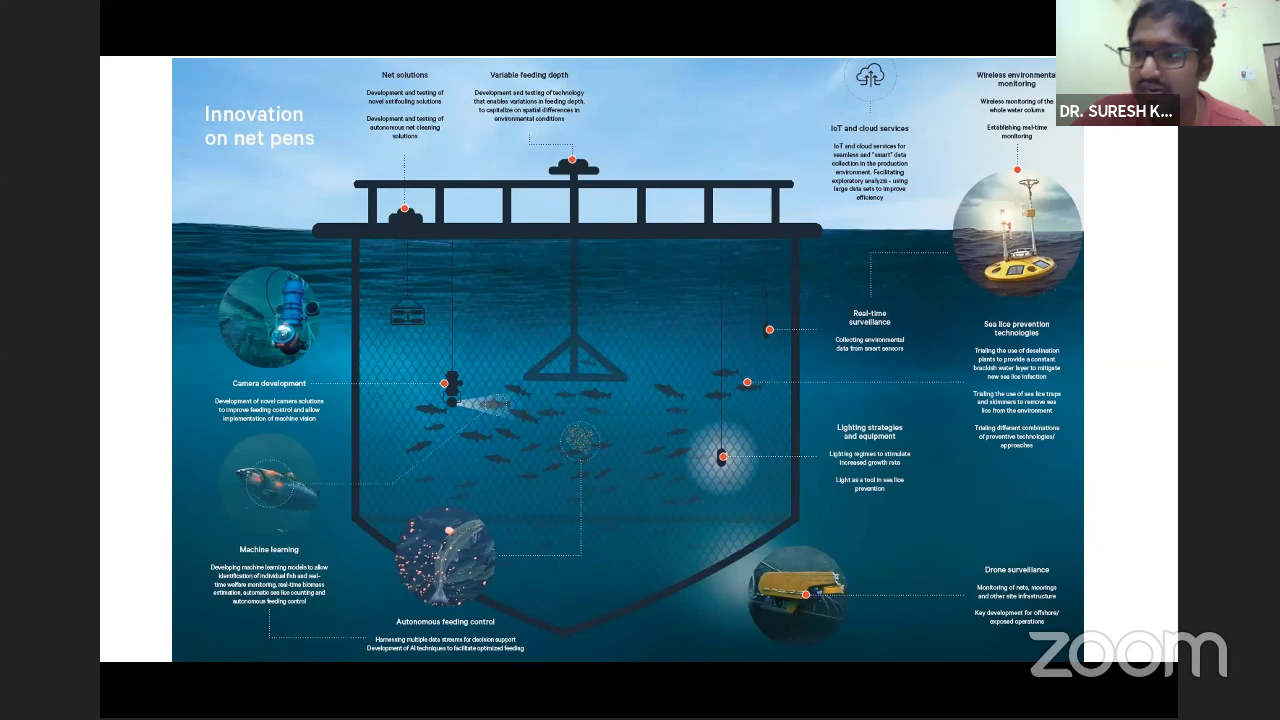 Innovation
on net pens
Net solutions
Development and testing of
novel antifouling solutions
Development and testing of
autonomous net cleaning
solutions
Variable feeding depth
Development and testing of technology
that enables variations in feeding depth,
to capitalize on spatial differences in
environmental conditions
IoT and cloud services
IoT and cloud services for
seamless and "smart" data
collection in the production
environment. Facilitating
exploratory analyzis - using
large data sets to improve
efficiency
Wireless environmental
monitoring
Wireless monitoring of the
whole water column
Establishing real-time
monitoring
DR. SURESH K...
Real-time
surveillance
Collecting environmental
data from smart sensors
Sea lice prevention
technologies
Trialing the use of desalination
plants to provide a constant
brackish water layer to mitigate
new sea lice infection
Trialing the use of sea lice traps
and skimmers to remove sea
lice from the environment
Trialing different combinations
of preventive technologies/
approaches
Camera development
Development of novel camera solutions
to improve feeding control and allow
implementation of machine vision
Lighting strategies
and equipment
Lighting regimes to stimulate
increased growth rate
Light as a tool in sea lice
prevention
Machine learning
Developing machine learning models to allow
identification of individual fish and real-
time welfare monitoring, real-time biomass
estimation, automatic sea lice counting and
autonomous feeding control
Autonomous feeding control
Harnessing multiple data streams for decision support
Development of AI techniques to facilitate optimized feeding
Drone surveillance
Monitoring of nets, moorings
and other site infrastructure
Key development for offshore/
exposed operations
zoom